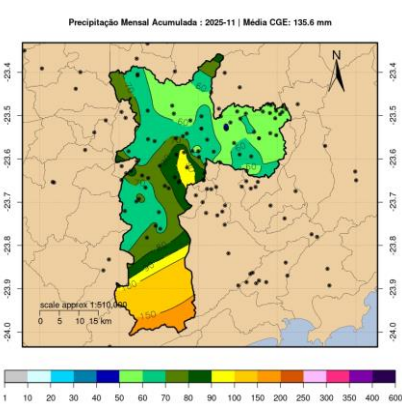 Precipitação Mensal Acumulada : 2025-11 | Média CGE: 135.6 mm
N
-23.4
-23.5
-23.6
-23.7
-23.8
-23.9
-24.0
150
scale approx 1:510,000
0 5 10 15 km
1 10 20 30 40 50 60 70 80 90 100 150 200 250 300 350 400 600